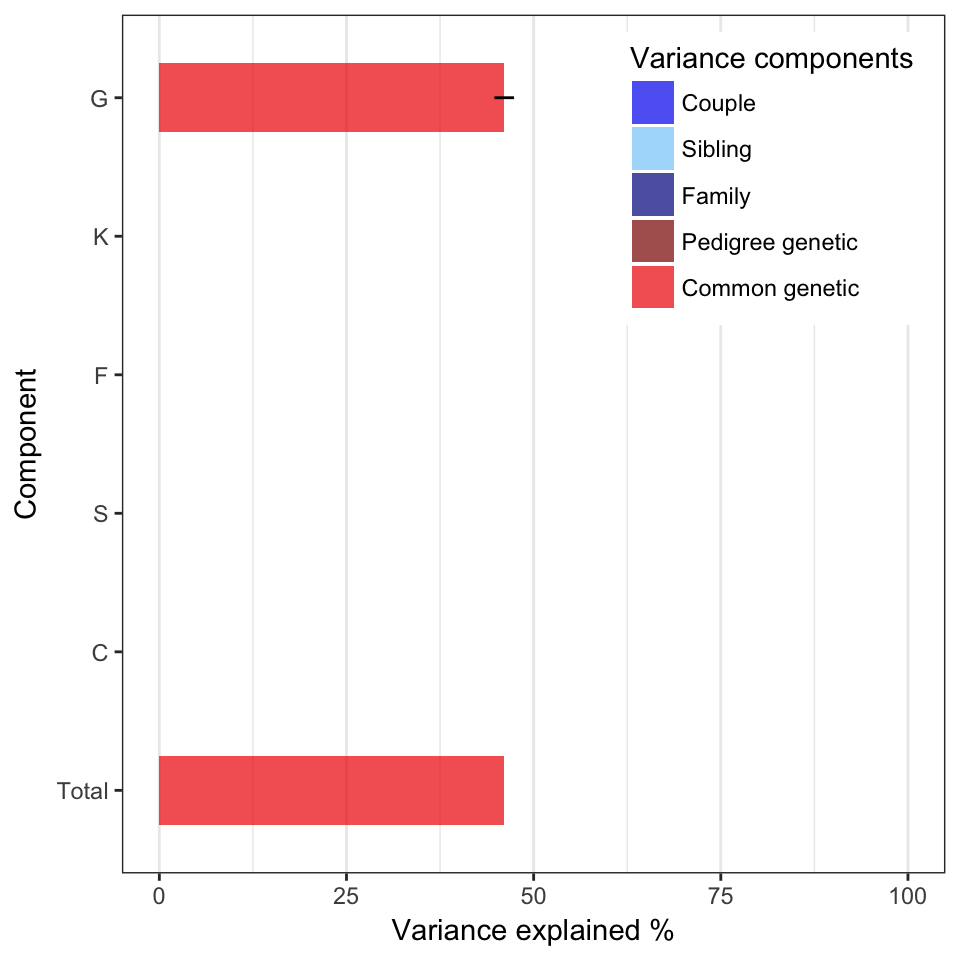 Variance components
Couple
Sibling
Family
Pedigree genetic
Common genetic
G
K
F
S
C
Total
Component
0 25 50 75 100
Variance explained %